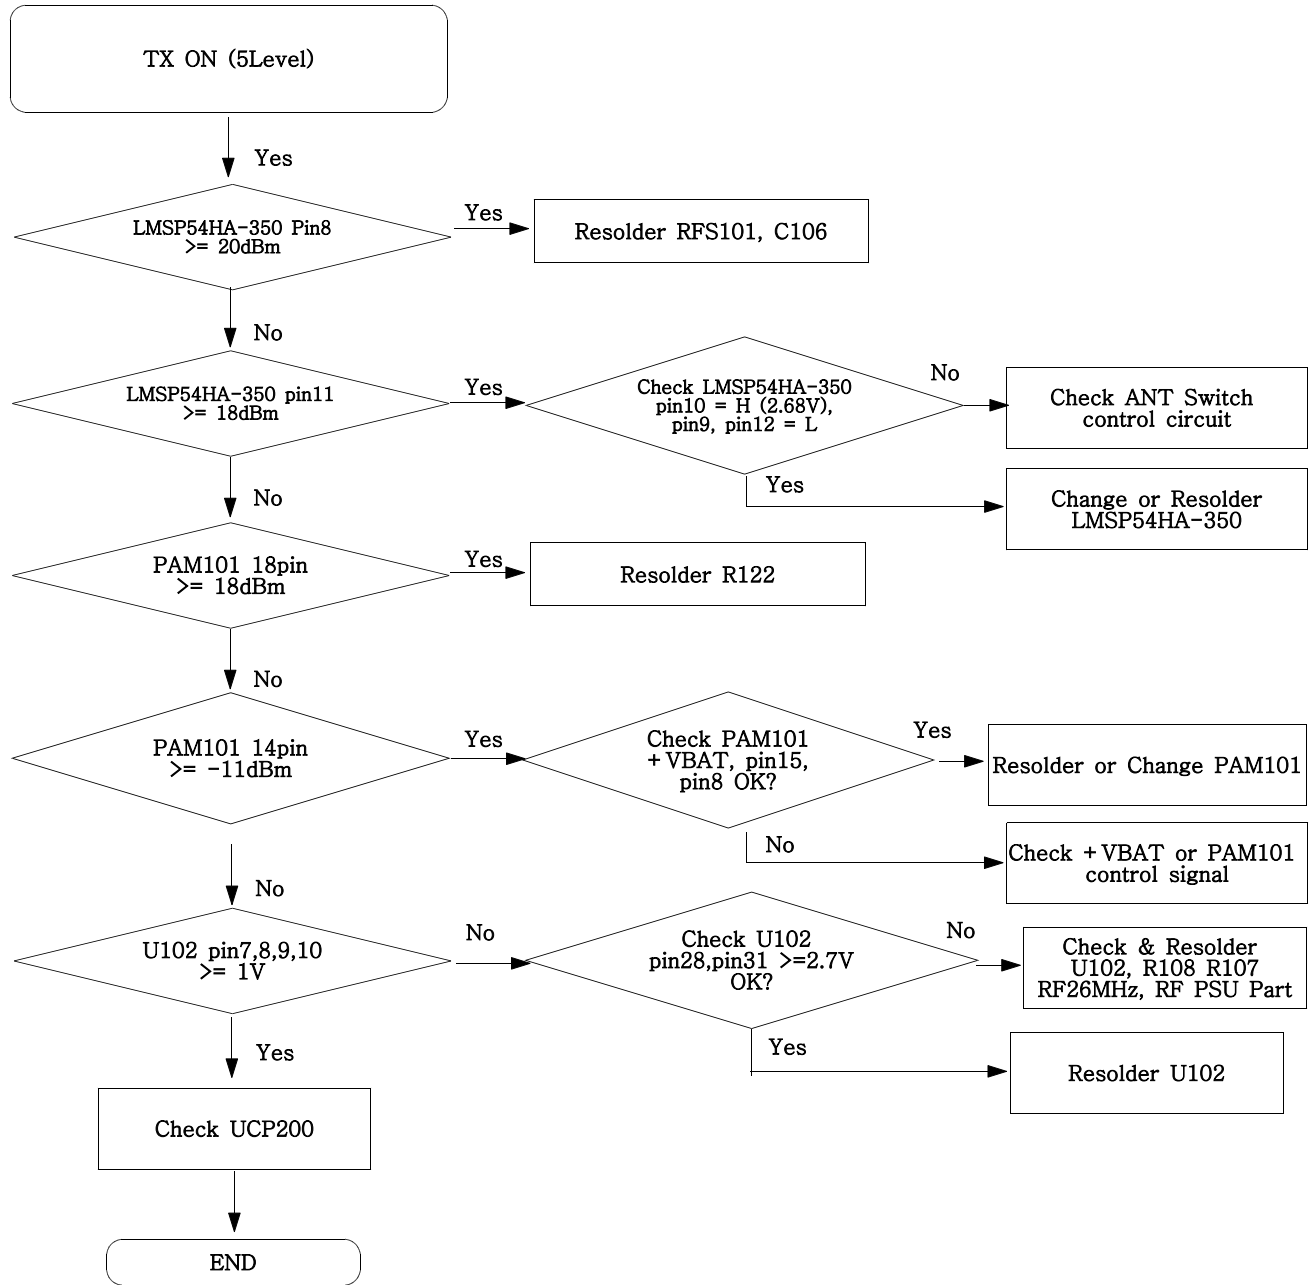 TX ON (5Level)
Yes
LMSP54HA-350 Pin8
>= 20dBm
Yes
Resolder RFS101, C106
No
LMSP54HA-350 pin11
>= 18dBm
Yes
Check LMSP54HA-350
pin10 = H (2.68V),
pin9, pin12 = L
No
Check ANT Switch
control circuit
Yes
Change or Resolder
LMSP54HA-350
No
PAM101 18pin
>= 18dBm
Yes
Resolder R122
No
PAM101 14pin
>= -11dBm
Yes
Check PAM101
+VBAT, pin15,
pin8 OK?
Yes
Resolder or Change PAM101
No
Check +VBAT or PAM101
control signal
No
U102 pin7,8,9,10
>= 1V
No
Check U102
pin28,pin31 >=2.7V
OK?
No
Check & Resolder
U102, R108 R107
RF26MHz, RF PSU Part
Yes
Resolder U102
Yes
Check UCP200
END